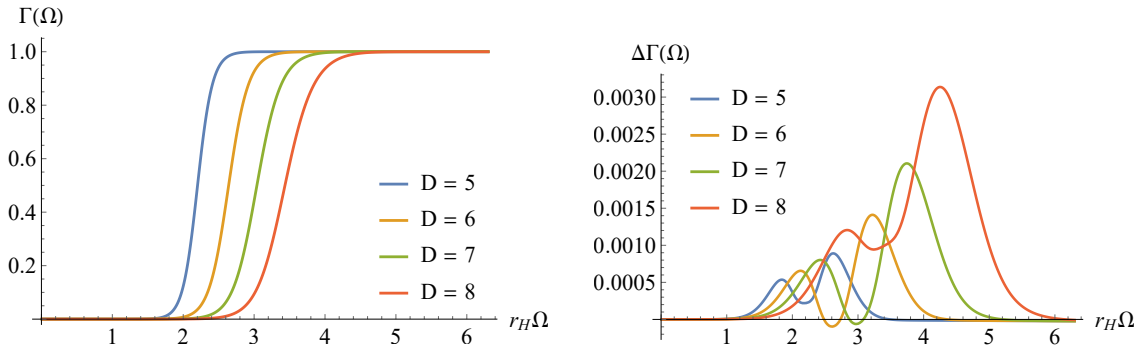 Γ(Ω)
1.0
0.8
0.6
0.4
0.2
D = 5
D = 6
D = 7
D = 8
1 2 3 4 5 6
r_HΩ
ΔΓ(Ω)
0.0030
0.0025
0.0020
0.0015
0.0010
0.0005
D = 5
D = 6
D = 7
D = 8
1 2 3 4 5 6
r_HΩ